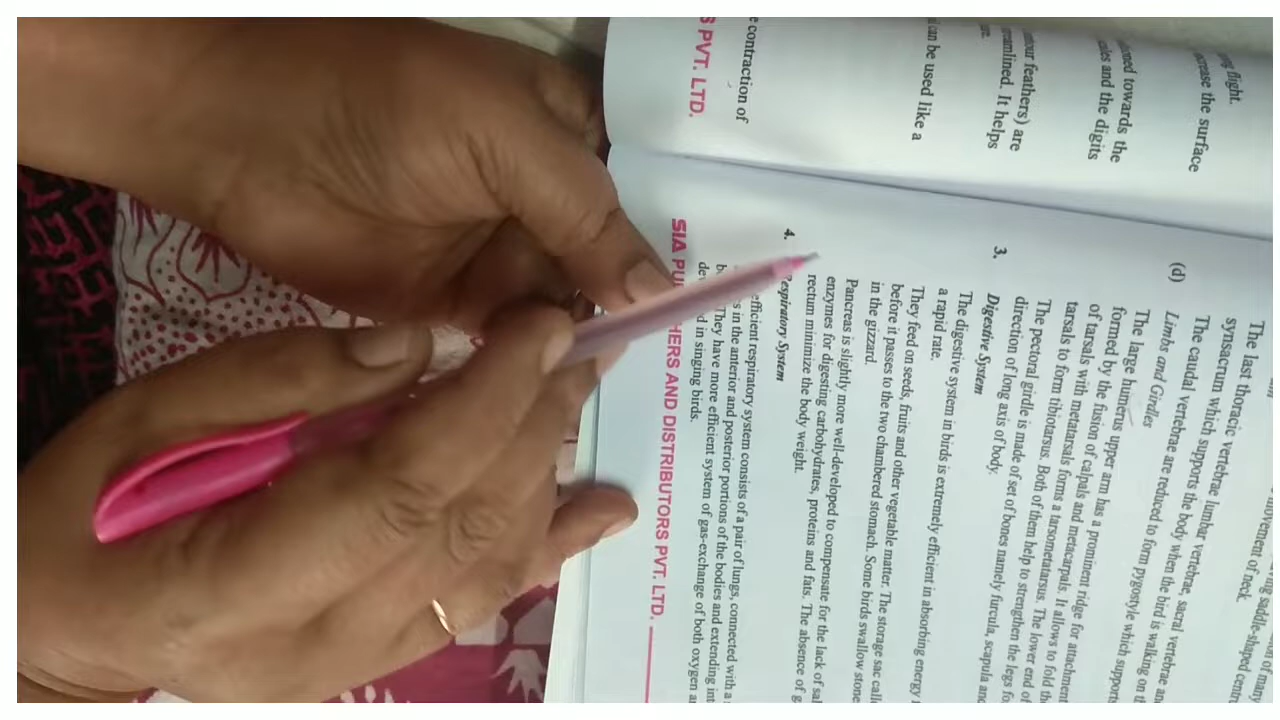 ng flight.
crease the surface
ioned towards the
ales and the digits
ntour feathers) are
reamlined. It helps
can be used like a
e contraction of
S PVT. LTD.
ing saddle-shaped centr
movement of neck.
The last thoracic vertebrae lumbar vertebrae, sacral vertebrae an
synsacrum which supports the body when the bird is walking on t
The caudal vertebrae are reduced to form pygostyle which supports
(d) Limbs and Girdles
The large humerus upper arm has a prominent ridge for attachment
formed by the fusion of calpals and metacarpals. It allows to fold th
of tarsals with metatarsals forms a tarsometatarsus. The lower end of
tarsals to form tibiotarsus. Both of them help to strengthen the legs fo
The pectoral girdle is made of set of bones namely furcula, scapula and
direction of long axis of body.
3. Digestive System
The digestive system in birds is extremely efficient in absorbing energy
a rapid rate.
They feed on seeds, fruits and other vegetable matter. The storage sac call
before it passes to the two chambered stomach. Some birds swallow stone
in the gizzard.
Pancreas is slightly more well-developed to compensate for the lack of sal
enzymes for digesting carbohydrates, proteins and fats. The absence of g
rectum minimize the body weight.
4. Respiratory System
efficient respiratory system consists of a pair of lungs, connected with a
s in the anterior and posterior portions of the bodies and extending int
b They have more efficient system of gas-exchange of both oxygen a
de d in singing birds.
SIA PU HERS AND DISTRIBUTORS PVT. LTD.